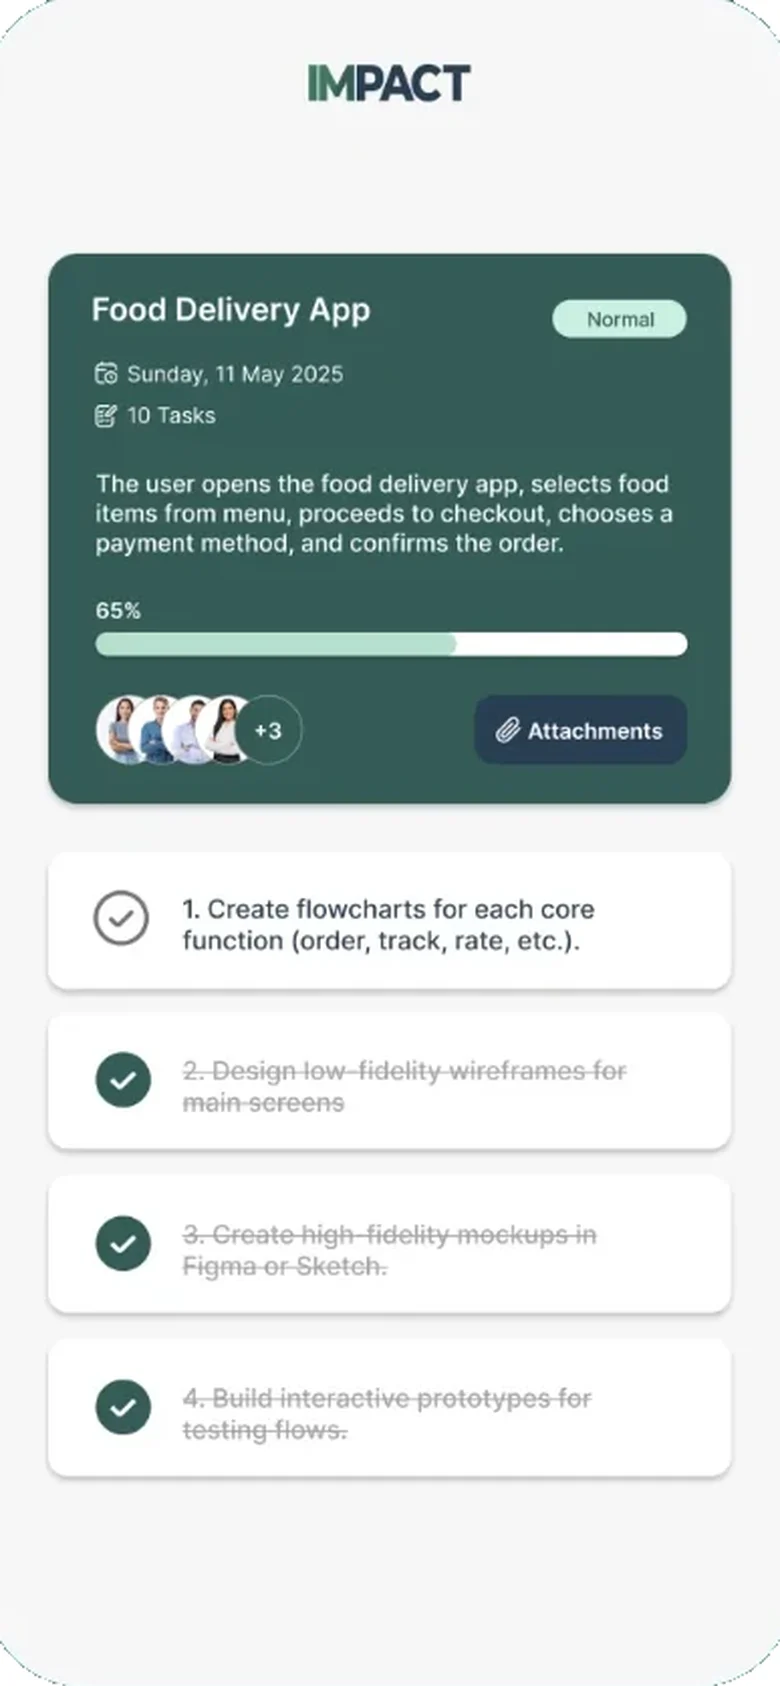 IMPACT
Food Delivery App
Normal
Sunday, 11 May 2025
10 Tasks
The user opens the food delivery app, selects food
items from menu, proceeds to checkout, chooses a
payment method, and confirms the order.
65%
+3
Attachments
1. Create flowcharts for each core
function (order, track, rate, etc.).
2. Design low-fidelity wireframes for
main screens
3. Create high-fidelity mockups in
Figma or Sketch.
4. Build interactive prototypes for
testing flows.